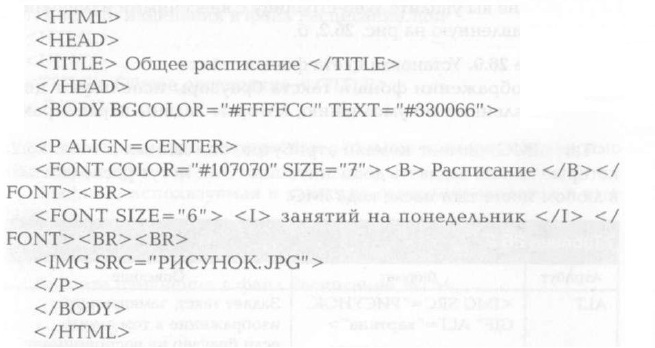 <HTML>
<HEAD>
<TITLE> Общее расписание </TITLE>
</HEAD>
<BODY BGCOLOR="#FFFFCC" TEXT="#330066">
<P ALIGN=CENTER>
<FONT COLOR="#107070" SIZE="7"> <B> Расписание </B> </
FONT> <BR>
<FONT SIZE="6"> <I> занятий на понедельник </I> </
FONT> <BR> <BR>
<IMG SRC="РИСУНОК.JPG">
</P>
</BODY>
</HTML>